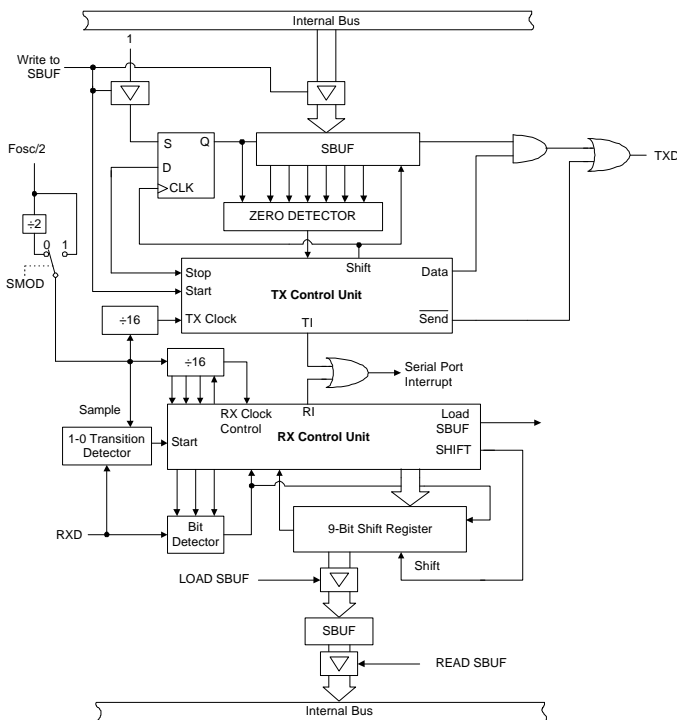 Internal Bus
1
Write to
SBUF
S
Q
D
CLK
SBUF
TXD
Fosc/2
÷2
0 1
SMOD
ZERO DETECTOR
Shift
Stop
Start
TX Control Unit
Data
Send
TX Clock
TI
÷16
÷16
Serial Port
Interrupt
Sample
RX Clock
Control
RI
Load
SBUF
1-0 Transition
Detector
Start
RX Control Unit
SHIFT
RXD
Bit
Detector
9-Bit Shift Register
Shift
LOAD SBUF
SBUF
READ SBUF
Internal Bus